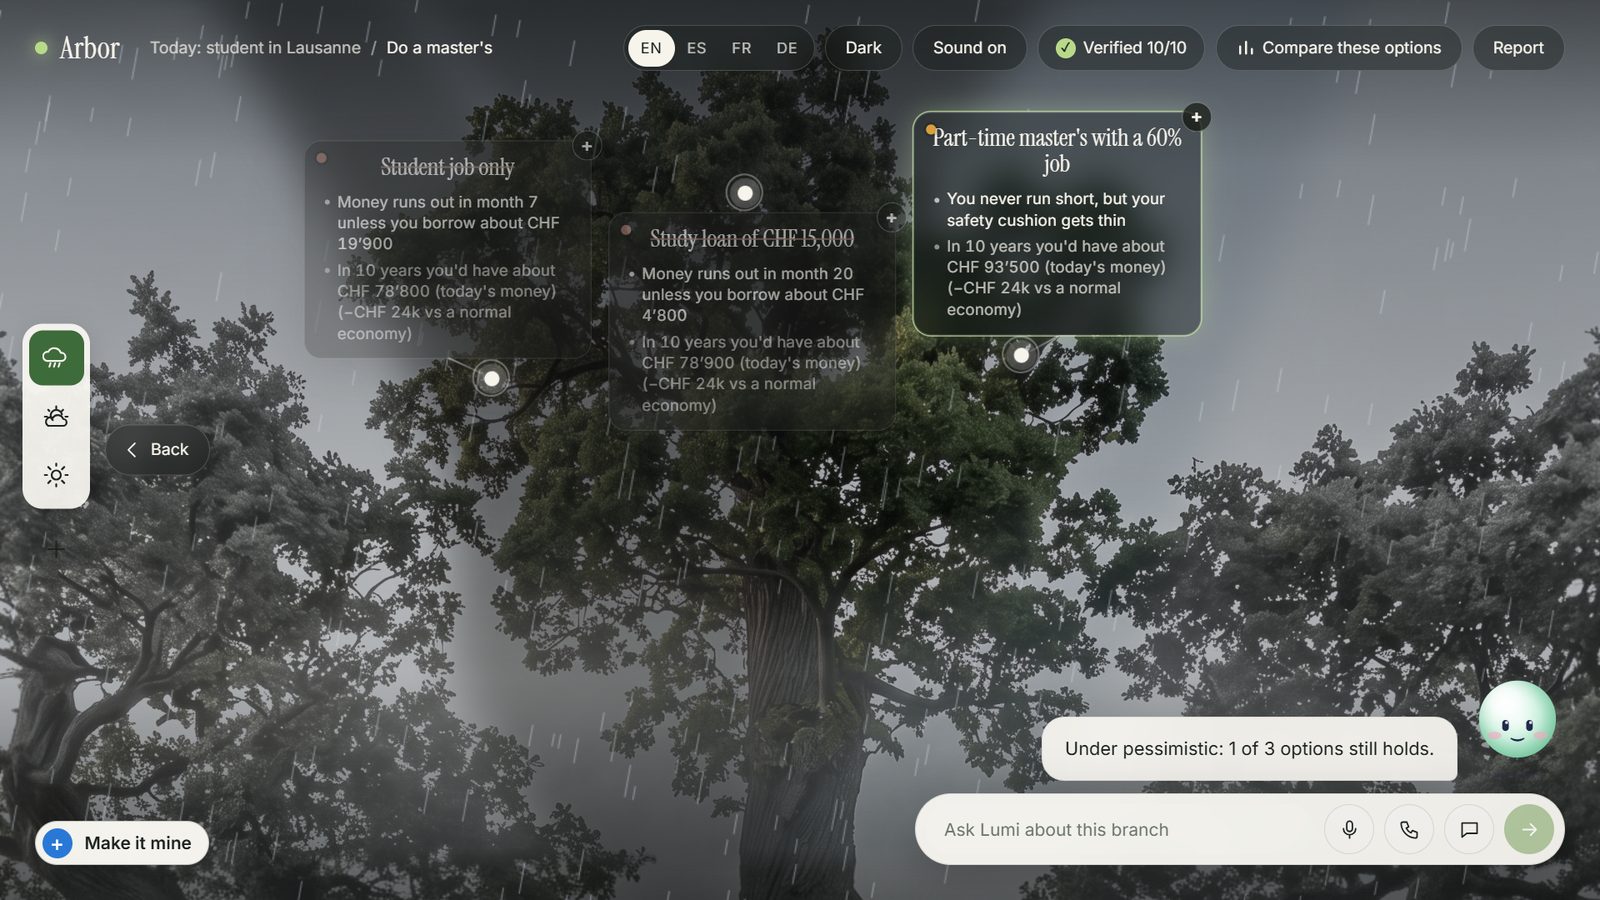 Arbor
Today: student in Lausanne / Do a master's
EN ES FR DE
Dark
Sound on
Verified 10/10
Compare these options
Report
Student job only
• Money runs out in month 7
unless you borrow about CHF
19’900
• In 10 years you'd have about
CHF 78’800 (today's money)
(−CHF 24k vs a normal
economy)
Study loan of CHF 15,000
• Money runs out in month 20
unless you borrow about CHF
4’800
• In 10 years you'd have about
CHF 78’900 (today's money)
(−CHF 24k vs a normal
economy)
Part-time master's with a 60%
job
• You never run short, but your
safety cushion gets thin
• In 10 years you'd have about
CHF 93’500 (today's money)
(−CHF 24k vs a normal
economy)
Back
Under pessimistic: 1 of 3 options still holds.
Ask Lumi about this branch
Make it mine